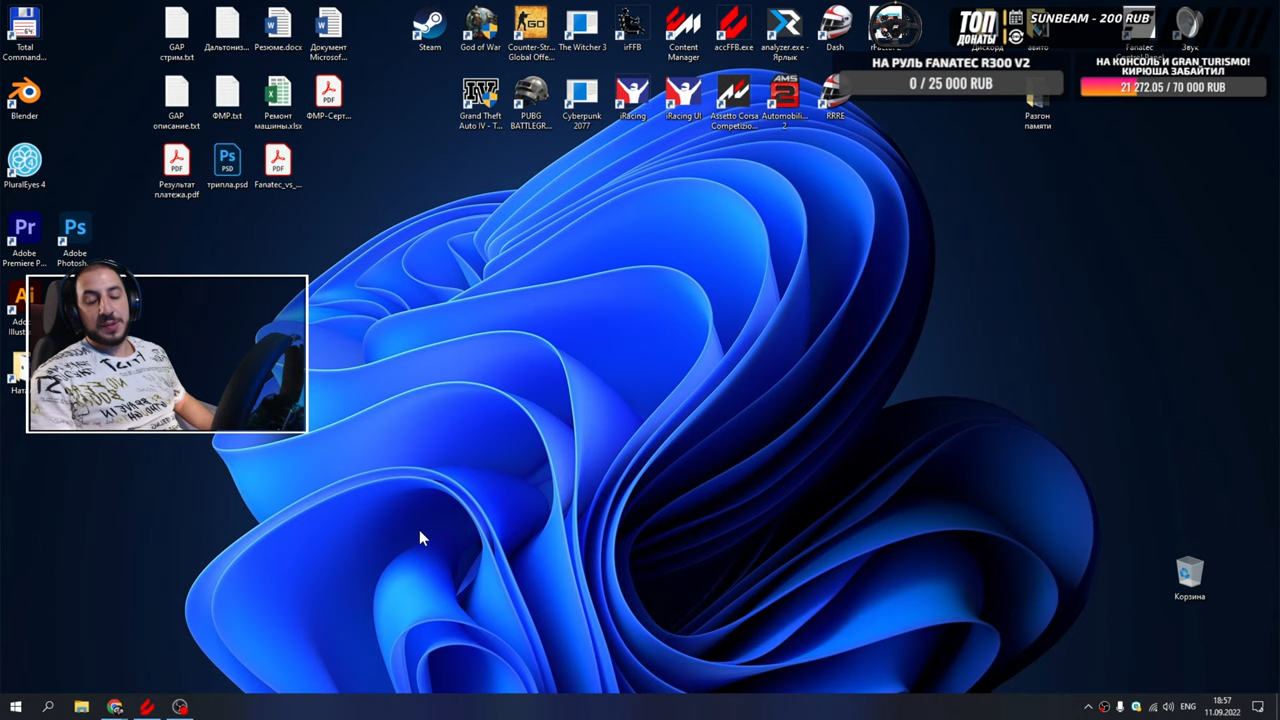 Total
Command...
GAP
стрим.txt
Дальтониз...
Резюме.docx
Документ
Microsof...
Steam
God of War
Counter-Str...
Global Offe...
The Witcher 3
irFFB
Content
Manager
accFFB.exe
analyzer.exe -
Ярлык
Dash
rFactor 2
ТОП
ДОНАТЫ
SUNBEAM - 200 RUB
Дискорд
авито
Звук
НА РУЛЬ FANATEC R300 V2
0 / 25 000 RUB
НА КОНСОЛЬ И GRAN TURISMO!
КИРЮША ЗАБАЙТИЛ
21 272.05 / 70 000 RUB
Blender
GAP
описание.txt
ФМР.txt
Ремонт
машины.xlsx
ФМР-Серт...
Grand Theft
Auto IV - T...
PUBG
BATTLEGR...
Cyberpunk
2077
iRacing
iRacing UI
Assetto Corsa
Competizio...
Automobili...
2
RRRE
Разгон
памяти
PluralEyes 4
Результат
платежа.pdf
трипла.psd
Fanatec_vs_...
Adobe
Premiere P...
Adobe
Photosh...
Корзина
ENG
18:57
11.09.2022